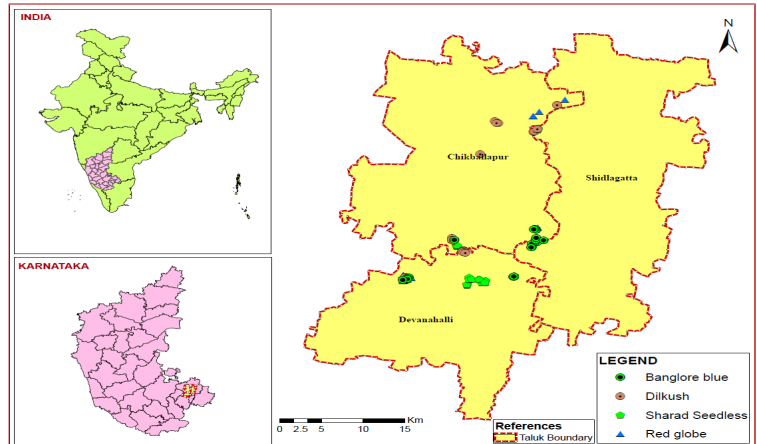 INDIA
N
Chikballapur
Shidlagatta
KARNATAKA
Devanahalli
LEGEND
Banglore blue
Dilkush
Sharad Seedless
Red globe
Km
0 2.5 5 10 15
References
Taluk Boundary